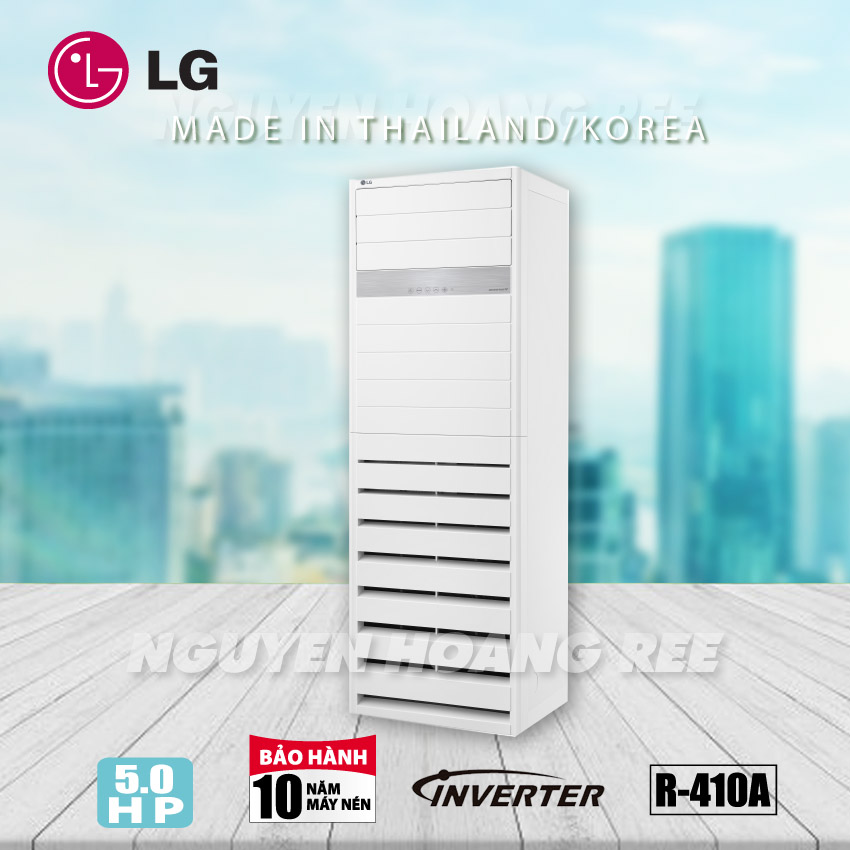 LG
NGUYEN HOANG REE
MADE IN THAILAND/KOREA
LG
NGUYEN HOANG REE
5.0
HP
BẢO HÀNH
10 NĂM
MÁY NÉN
INVERTER
R-410A